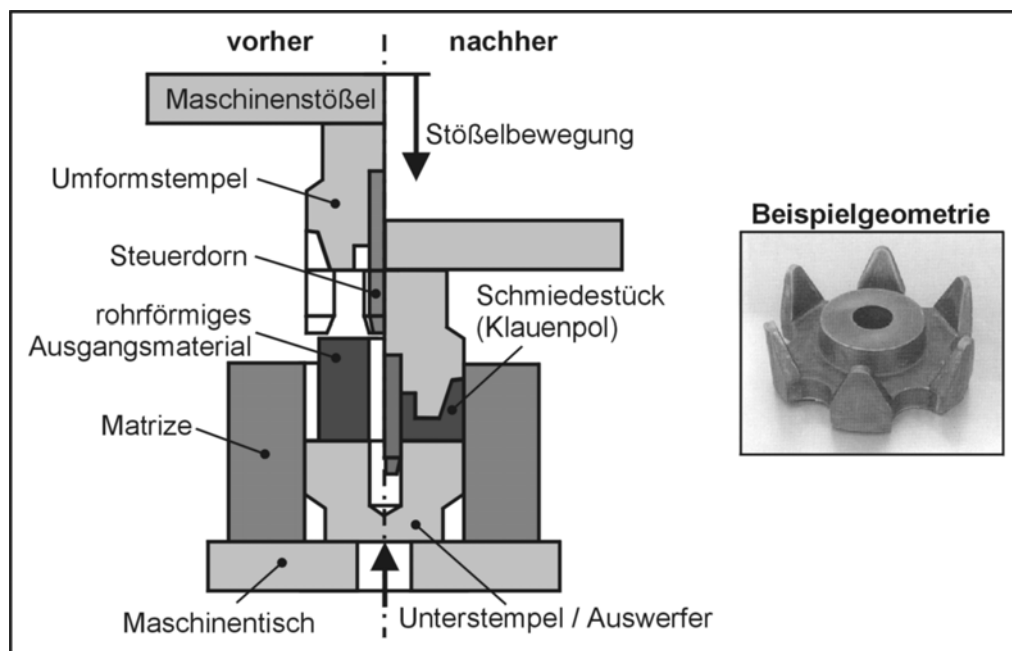 vorher
nachher
Maschinenstößel
Stößelbewegung
Umformstempel
Beispielgeometrie
Steuerdorn
Schmiedestück
(Klauenpol)
rohrförmiges
Ausgangsmaterial
Matrize
Maschinentisch
Unterstempel / Auswerfer